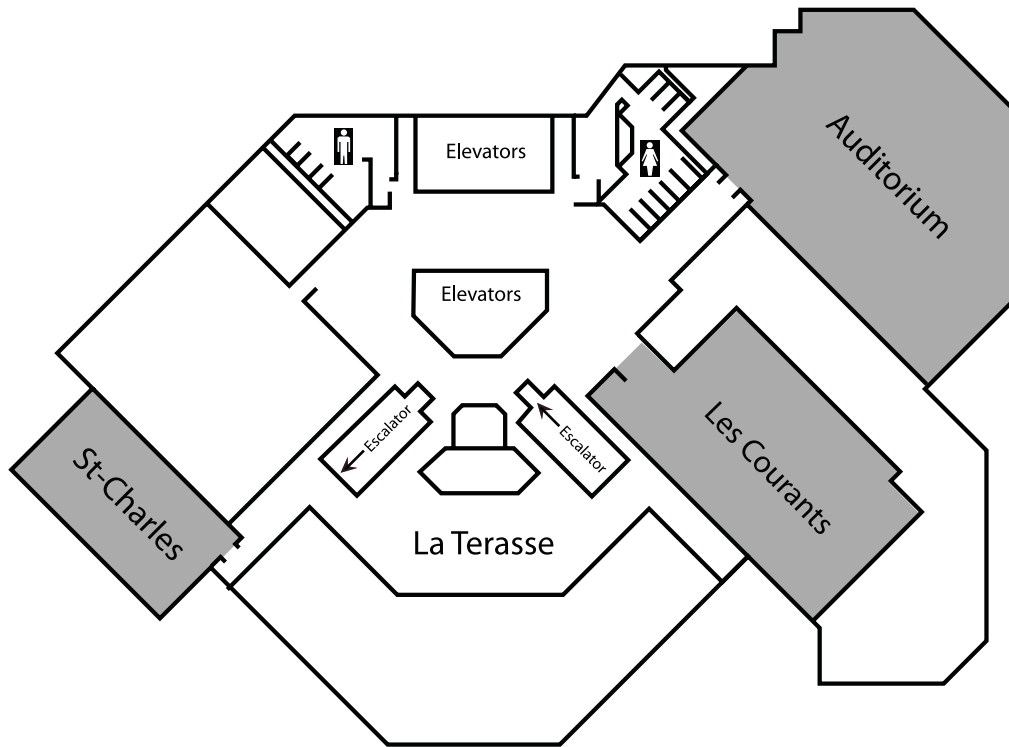 Elevators
Auditorium
Elevators
Escalator
Escalator
Les Courants
St-Charles
La Terasse